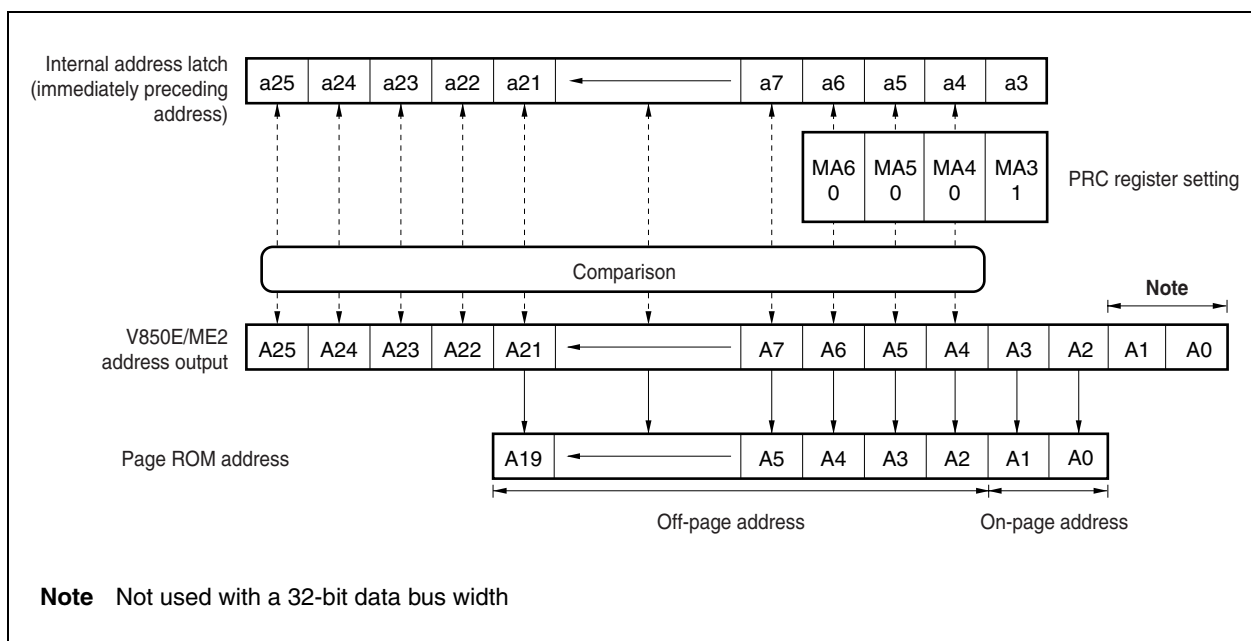 Internal address latch
(immediately preceding
address)
a25 a24 a23 a22 a21 a7 a6 a5 a4 a3
MA6 MA5 MA4 MA3
0 0 0 1
PRC register setting
Comparison
Note
V850E/ME2
address output
A25 A24 A23 A22 A21 A7 A6 A5 A4 A3 A2 A1 A0
Page ROM address
A19 A5 A4 A3 A2 A1 A0
Off-page address On-page address
Note Not used with a 32-bit data bus width